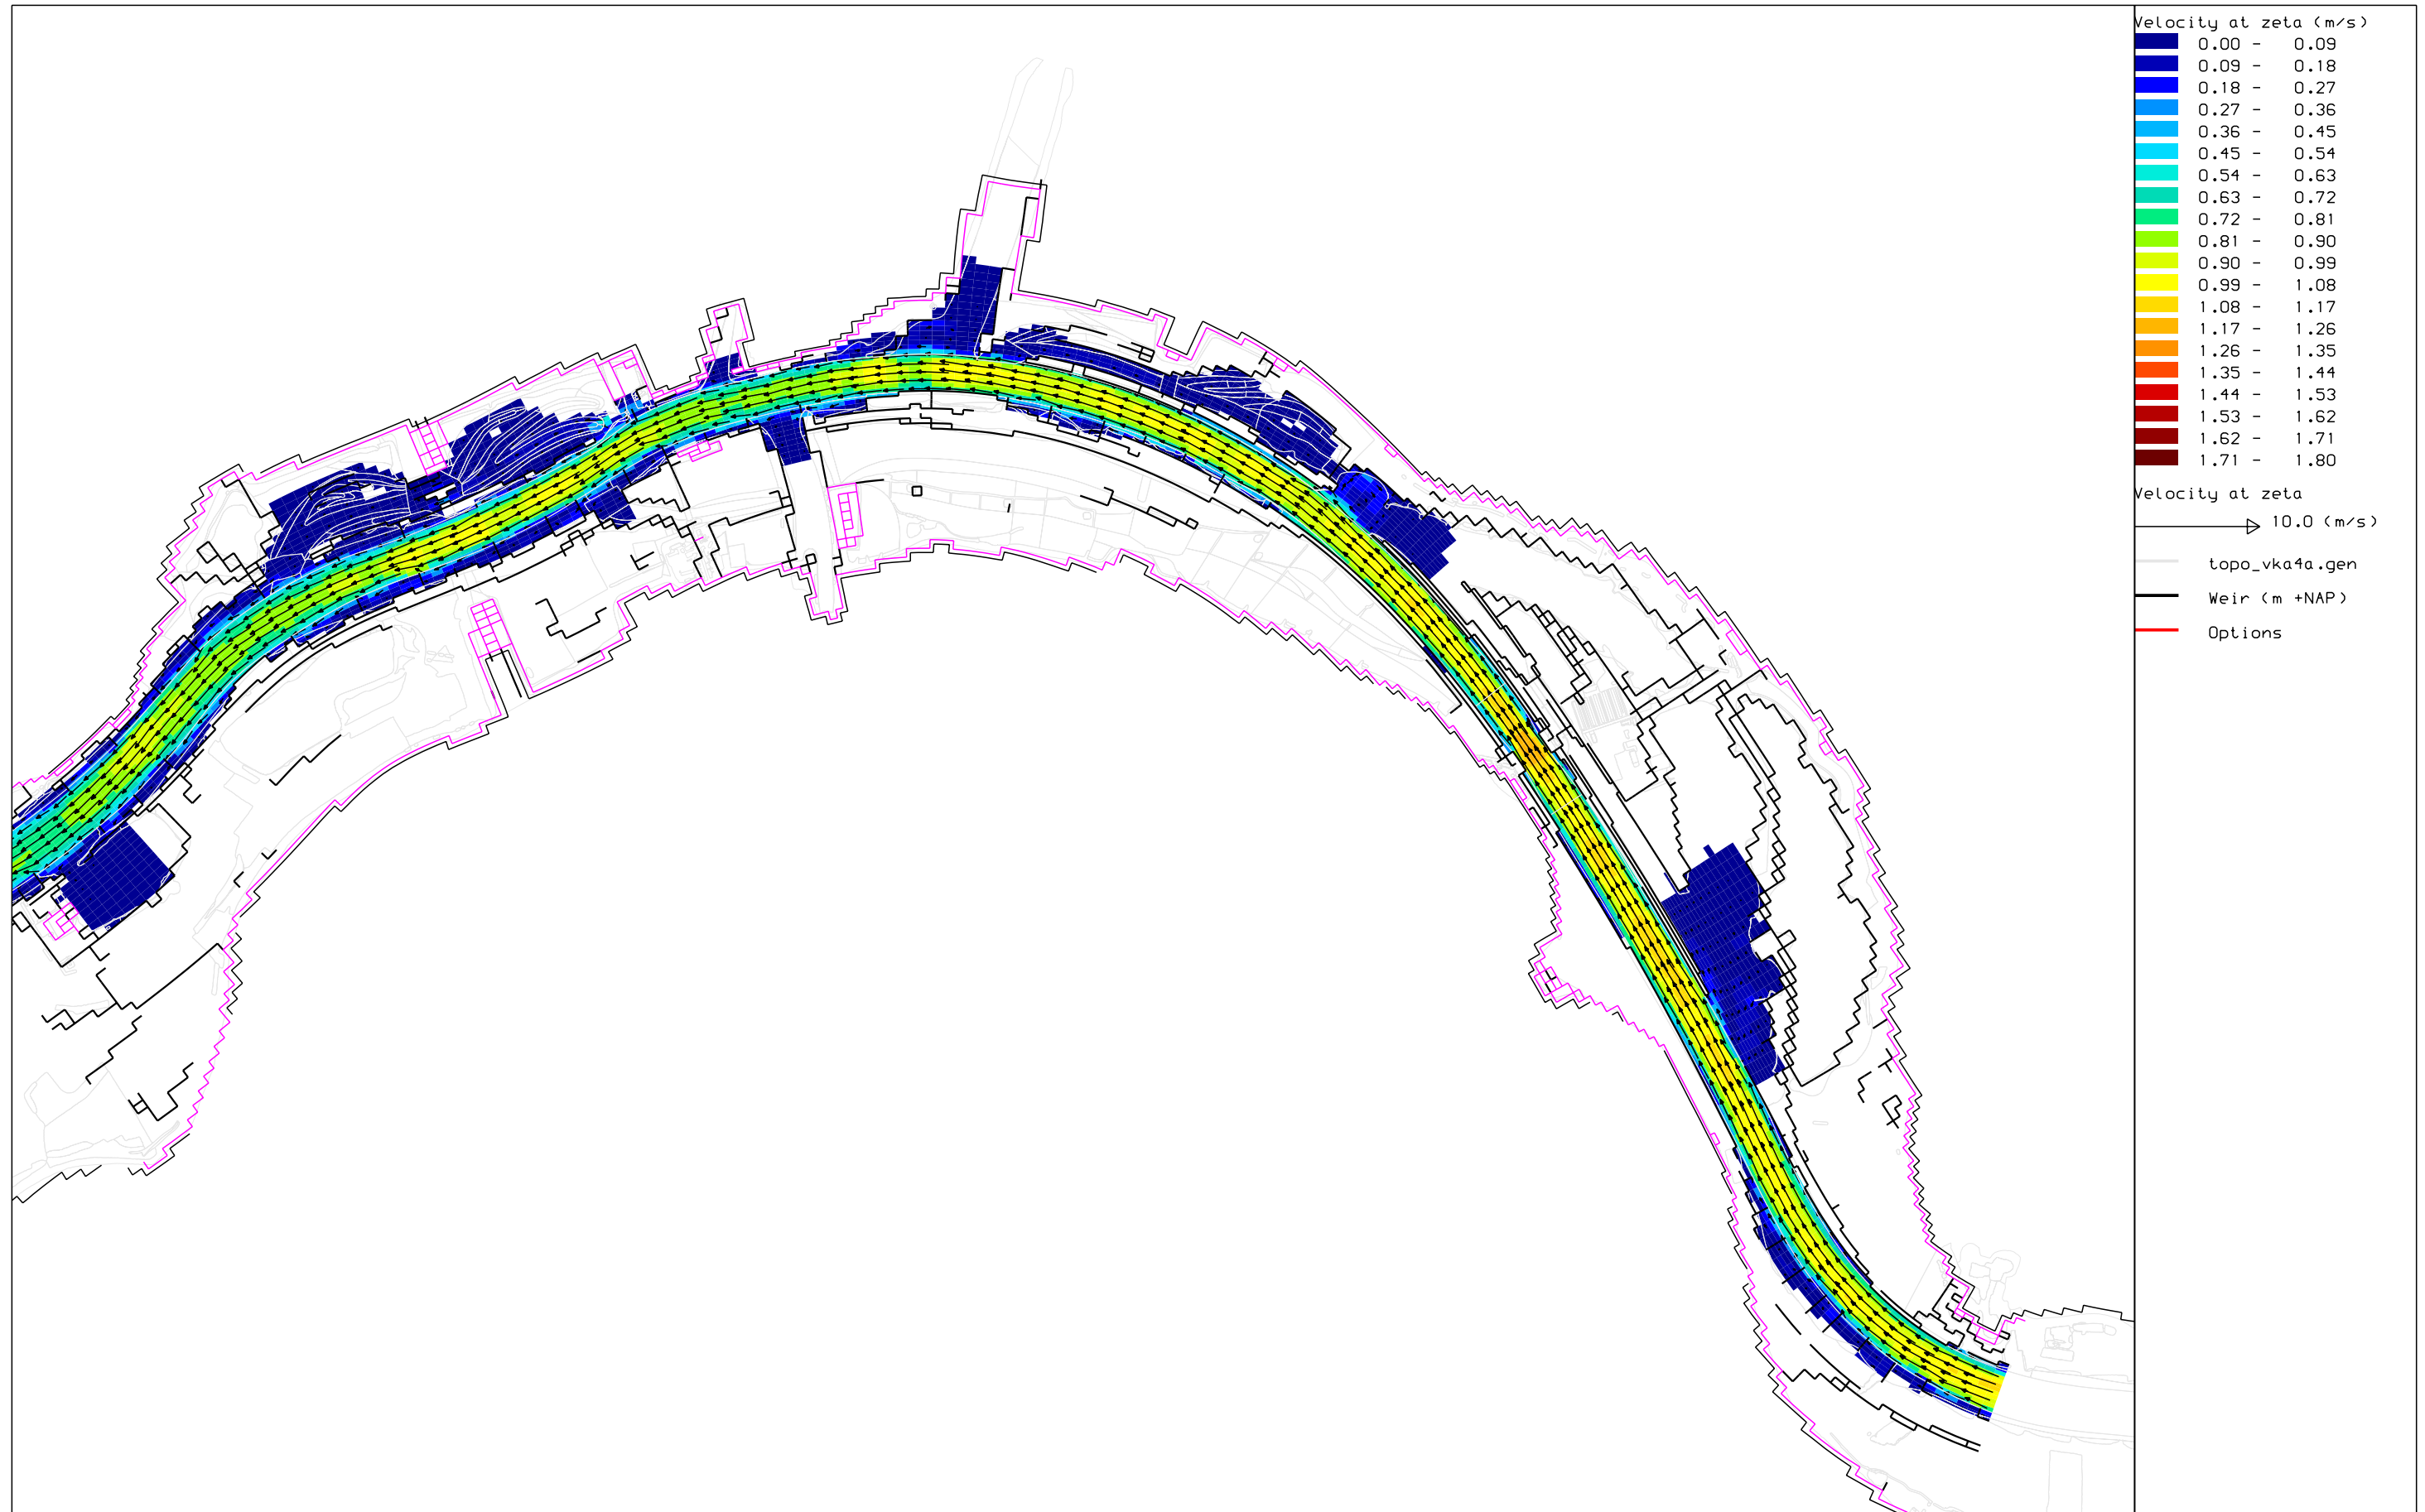 Velocity at zeta (m/s)
0.00 - 0.09
0.09 - 0.18
0.18 - 0.27
0.27 - 0.36
0.36 - 0.45
0.45 - 0.54
0.54 - 0.63
0.63 - 0.72
0.72 - 0.81
0.81 - 0.90
0.90 - 0.99
0.99 - 1.08
1.08 - 1.17
1.17 - 1.26
1.26 - 1.35
1.35 - 1.44
1.44 - 1.53
1.53 - 1.62
1.62 - 1.71
1.71 - 1.80
Velocity at zeta
10.0 (m/s)
topo_vka4a.gen
Weir (m +NAP)
Options